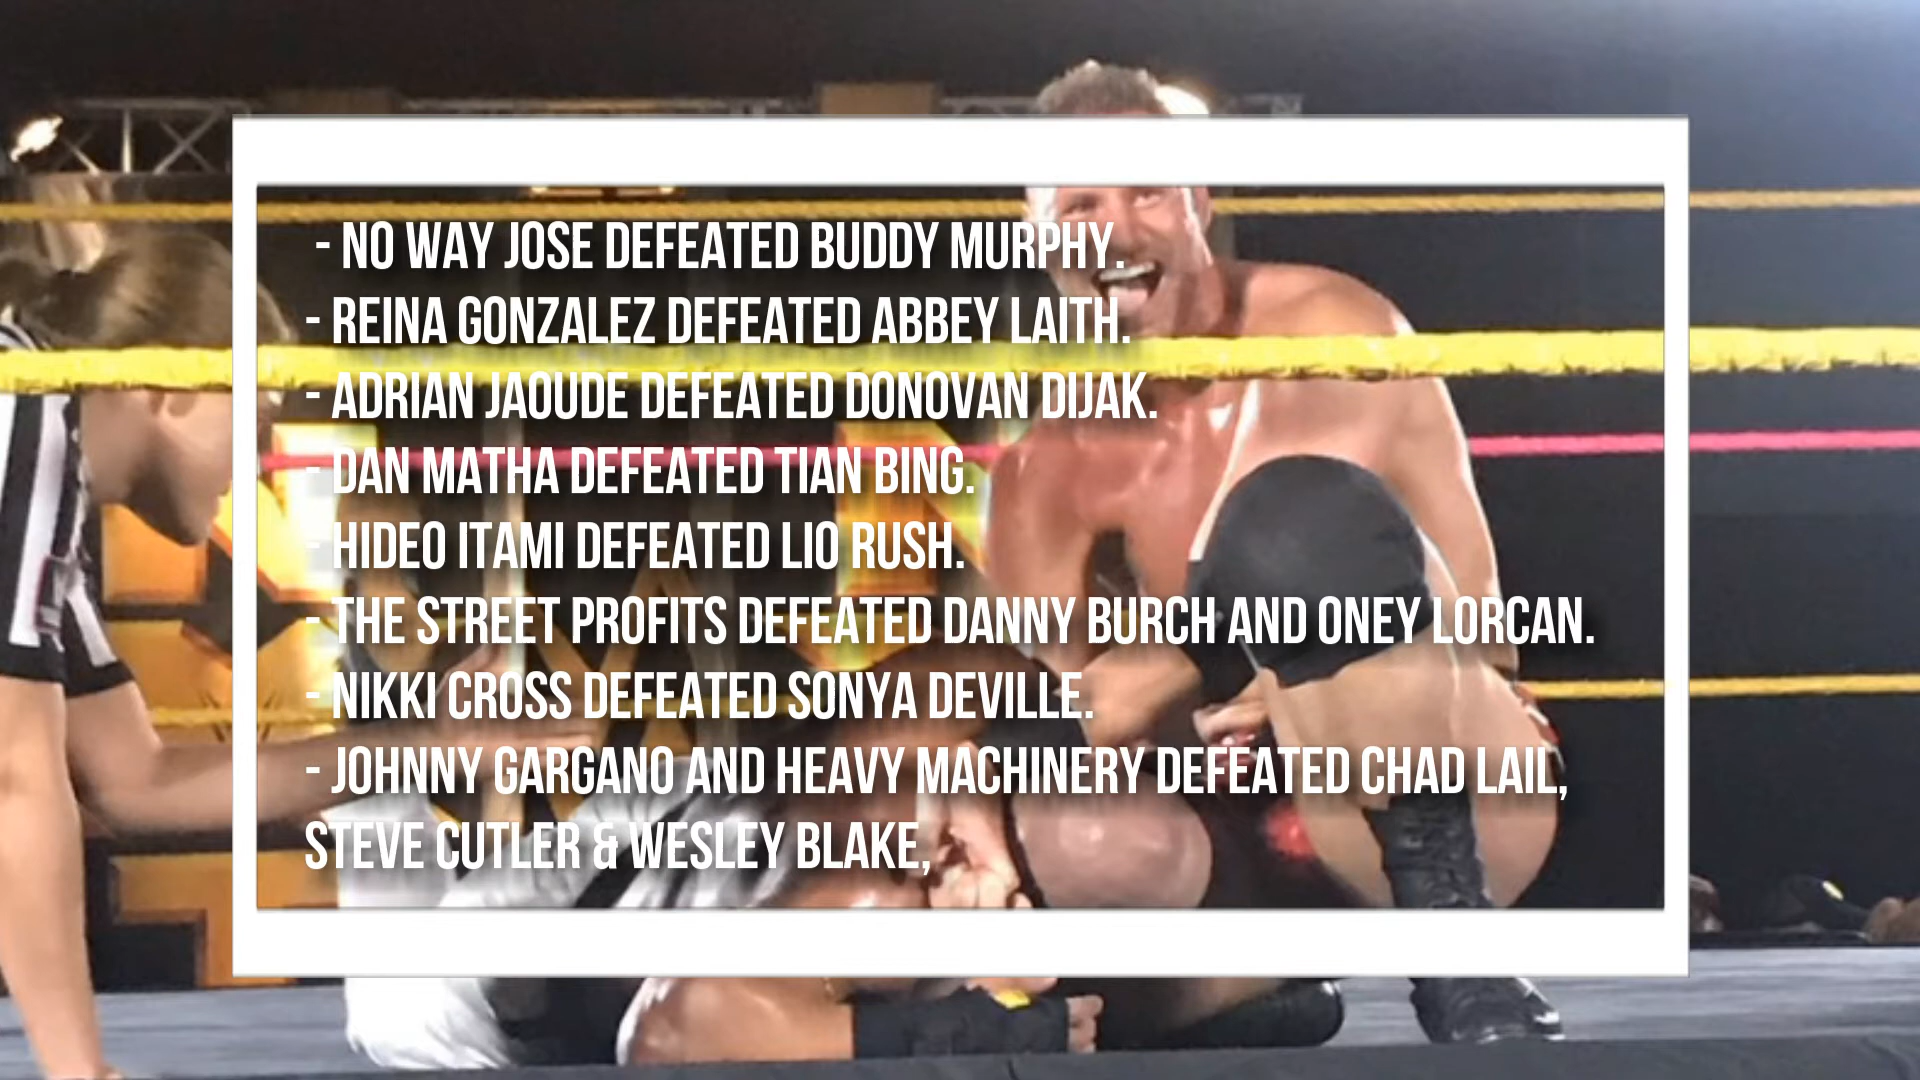 - NO WAY JOSE DEFEATED BUDDY MURPHY.
- REINA GONZALEZ DEFEATED ABBEY LAITH.
- ADRIAN JAOUDE DEFEATED DONOVAN DIJAK.
- DAN MATHA DEFEATED TIAN BING.
- HIDEO ITAMI DEFEATED LIO RUSH.
- THE STREET PROFITS DEFEATED DANNY BURCH AND ONEY LORCAN.
- NIKKI CROSS DEFEATED SONYA DEVILLE.
- JOHNNY GARGANO AND HEAVY MACHINERY DEFEATED CHAD LAIL,
STEVE CUTLER & WESLEY BLAKE,